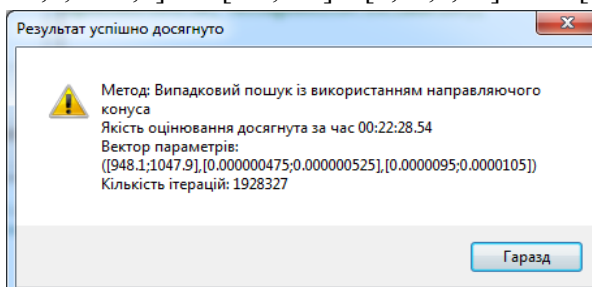 Результат успішно досягнуто
Метод: Випадковий пошук із використанням направляючого
конуса
Якість оцінювання досягнута за час 00:22:28.54
Вектор параметрів:
([948.1;1047.9],[0.000000475;0.000000525],[0.0000095;0.0000105])
Кількість ітерацій: 1928327
Гаразд